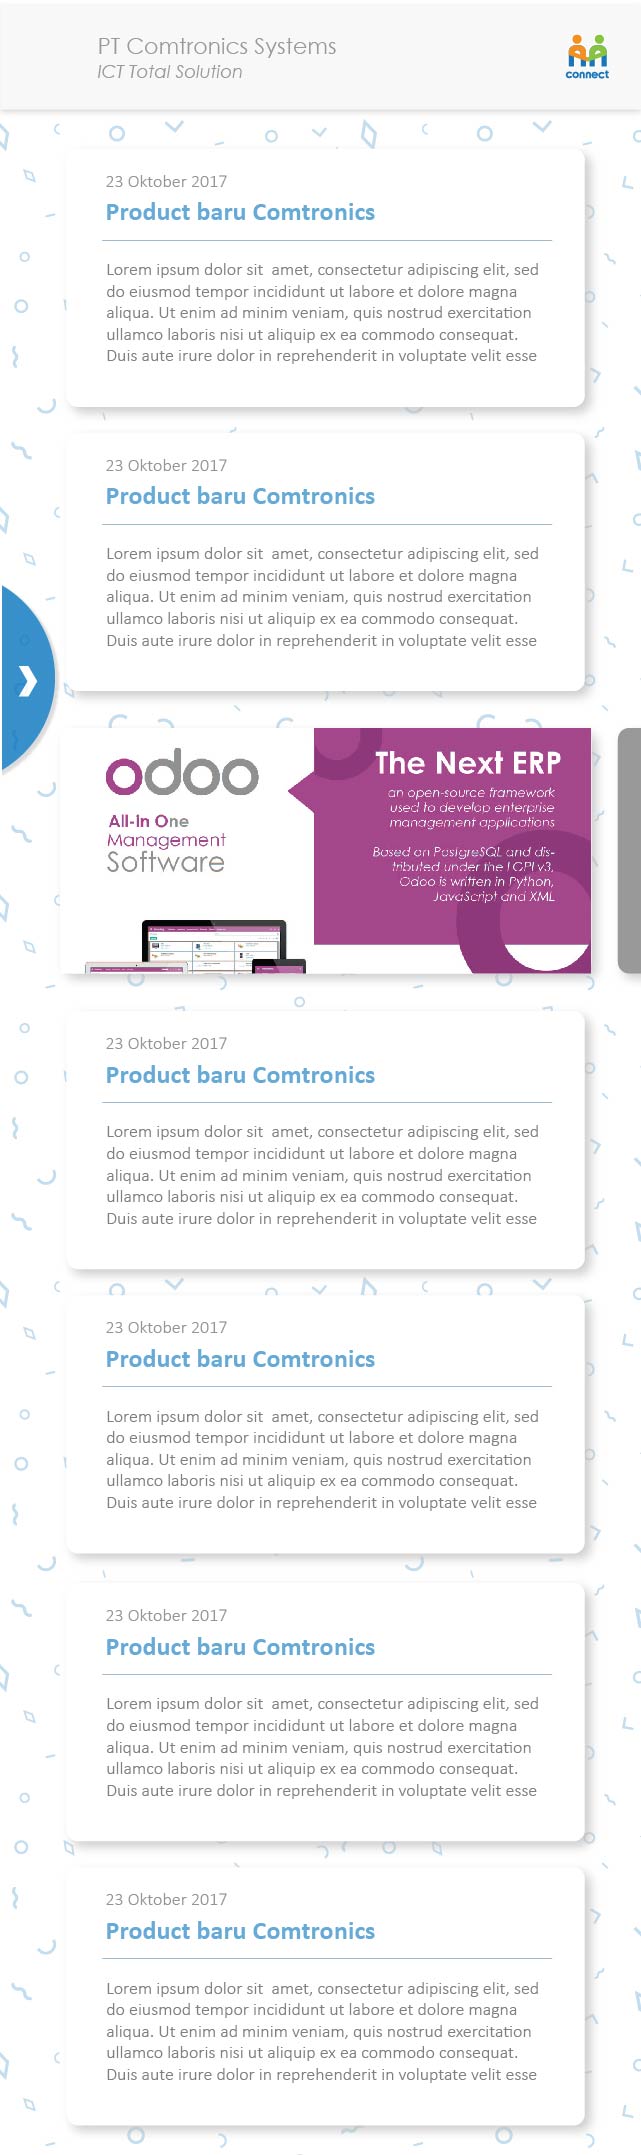 PT Comtronics Systems
ICT Total Solution
connect
23 Oktober 2017
Product baru Comtronics
Lorem ipsum dolor sit  amet, consectetur adipiscing elit, sed
do eiusmod tempor incididunt ut labore et dolore magna
aliqua. Ut enim ad minim veniam, quis nostrud exercitation
ullamco laboris nisi ut aliquip ex ea commodo consequat.
Duis aute irure dolor in reprehenderit in voluptate velit esse
23 Oktober 2017
Product baru Comtronics
Lorem ipsum dolor sit  amet, consectetur adipiscing elit, sed
do eiusmod tempor incididunt ut labore et dolore magna
aliqua. Ut enim ad minim veniam, quis nostrud exercitation
ullamco laboris nisi ut aliquip ex ea commodo consequat.
Duis aute irure dolor in reprehenderit in voluptate velit esse
odoo
All-in One
Management
Software
The Next ERP
an open-source framework
used to develop enterprise
management applications
Based on PostgreSQL and dis-
tributed under the LGPLv3,
Odoo is written in Python,
JavaScript and XML
23 Oktober 2017
Product baru Comtronics
Lorem ipsum dolor sit  amet, consectetur adipiscing elit, sed
do eiusmod tempor incididunt ut labore et dolore magna
aliqua. Ut enim ad minim veniam, quis nostrud exercitation
ullamco laboris nisi ut aliquip ex ea commodo consequat.
Duis aute irure dolor in reprehenderit in voluptate velit esse
23 Oktober 2017
Product baru Comtronics
Lorem ipsum dolor sit  amet, consectetur adipiscing elit, sed
do eiusmod tempor incididunt ut labore et dolore magna
aliqua. Ut enim ad minim veniam, quis nostrud exercitation
ullamco laboris nisi ut aliquip ex ea commodo consequat.
Duis aute irure dolor in reprehenderit in voluptate velit esse
23 Oktober 2017
Product baru Comtronics
Lorem ipsum dolor sit  amet, consectetur adipiscing elit, sed
do eiusmod tempor incididunt ut labore et dolore magna
aliqua. Ut enim ad minim veniam, quis nostrud exercitation
ullamco laboris nisi ut aliquip ex ea commodo consequat.
Duis aute irure dolor in reprehenderit in voluptate velit esse
23 Oktober 2017
Product baru Comtronics
Lorem ipsum dolor sit  amet, consectetur adipiscing elit, sed
do eiusmod tempor incididunt ut labore et dolore magna
aliqua. Ut enim ad minim veniam, quis nostrud exercitation
ullamco laboris nisi ut aliquip ex ea commodo consequat.
Duis aute irure dolor in reprehenderit in voluptate velit esse